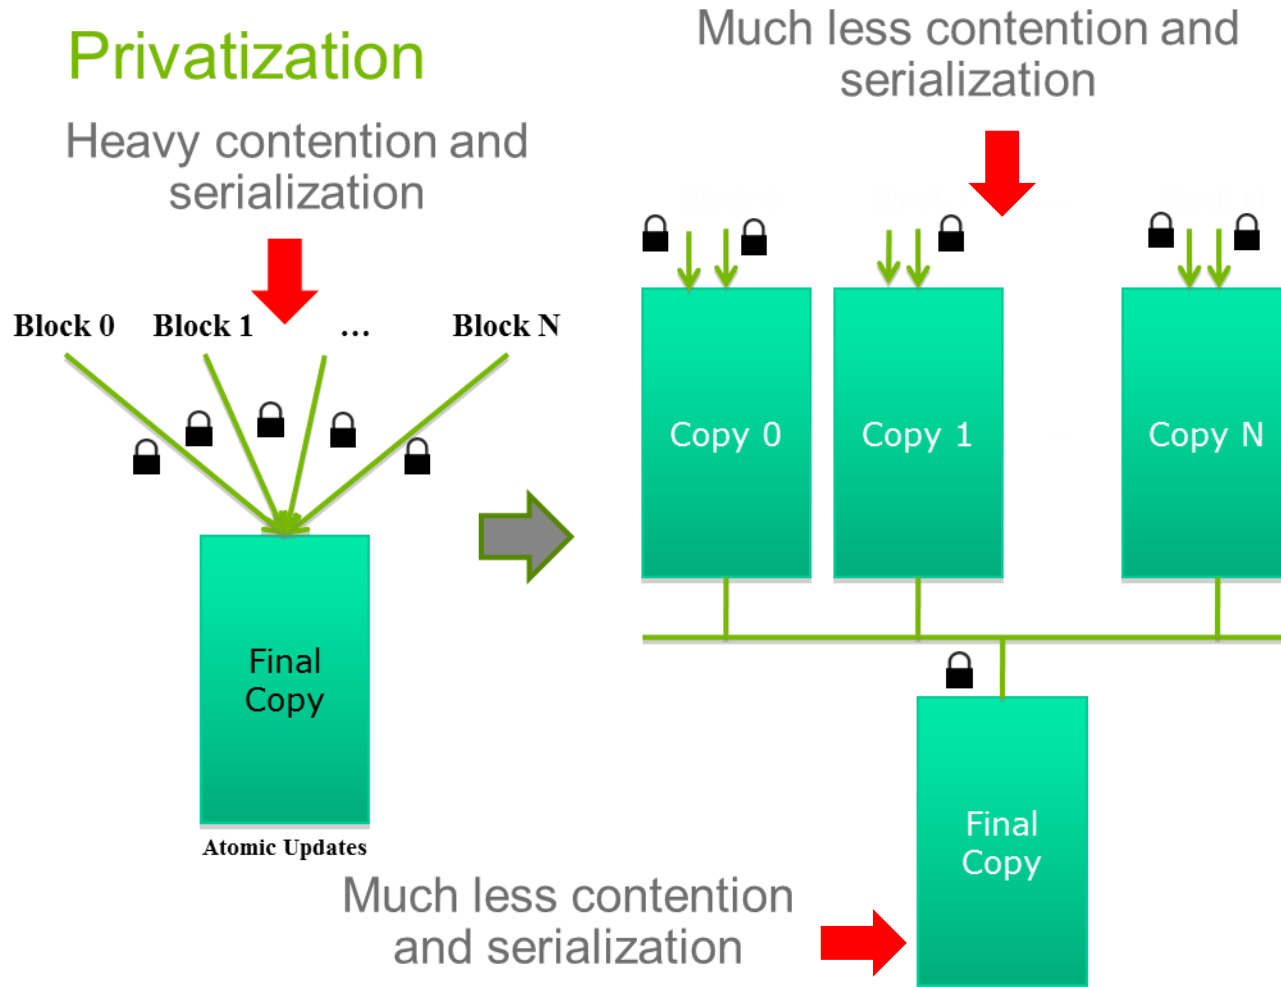 Privatization
Heavy contention and
serialization
Block 0 Block 1 … Block N
Final
Copy
Atomic Updates
Much less contention and
serialization
Copy 0 Copy 1 Copy N
Final
Copy
Much less contention
and serialization